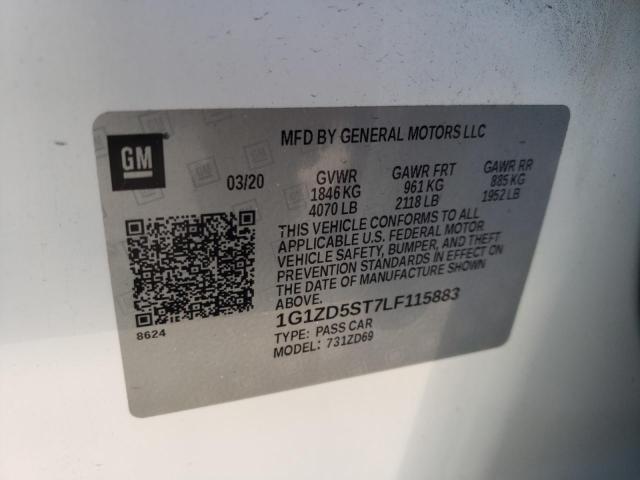 GM
MFD BY GENERAL MOTORS LLC
03/20
GVWR
1846 KG
4070 LB
GAWR FRT
961 KG
2118 LB
GAWR RR
885 KG
1952 LB
THIS VEHICLE CONFORMS TO ALL
APPLICABLE U.S. FEDERAL MOTOR
VEHICLE SAFETY, BUMPER, AND THEFT
PREVENTION STANDARDS IN EFFECT ON
THE DATE OF MANUFACTURE SHOWN
ABOVE.
1G1ZD5ST7LF115883
TYPE: PASS CAR
MODEL: 731ZD69
8624